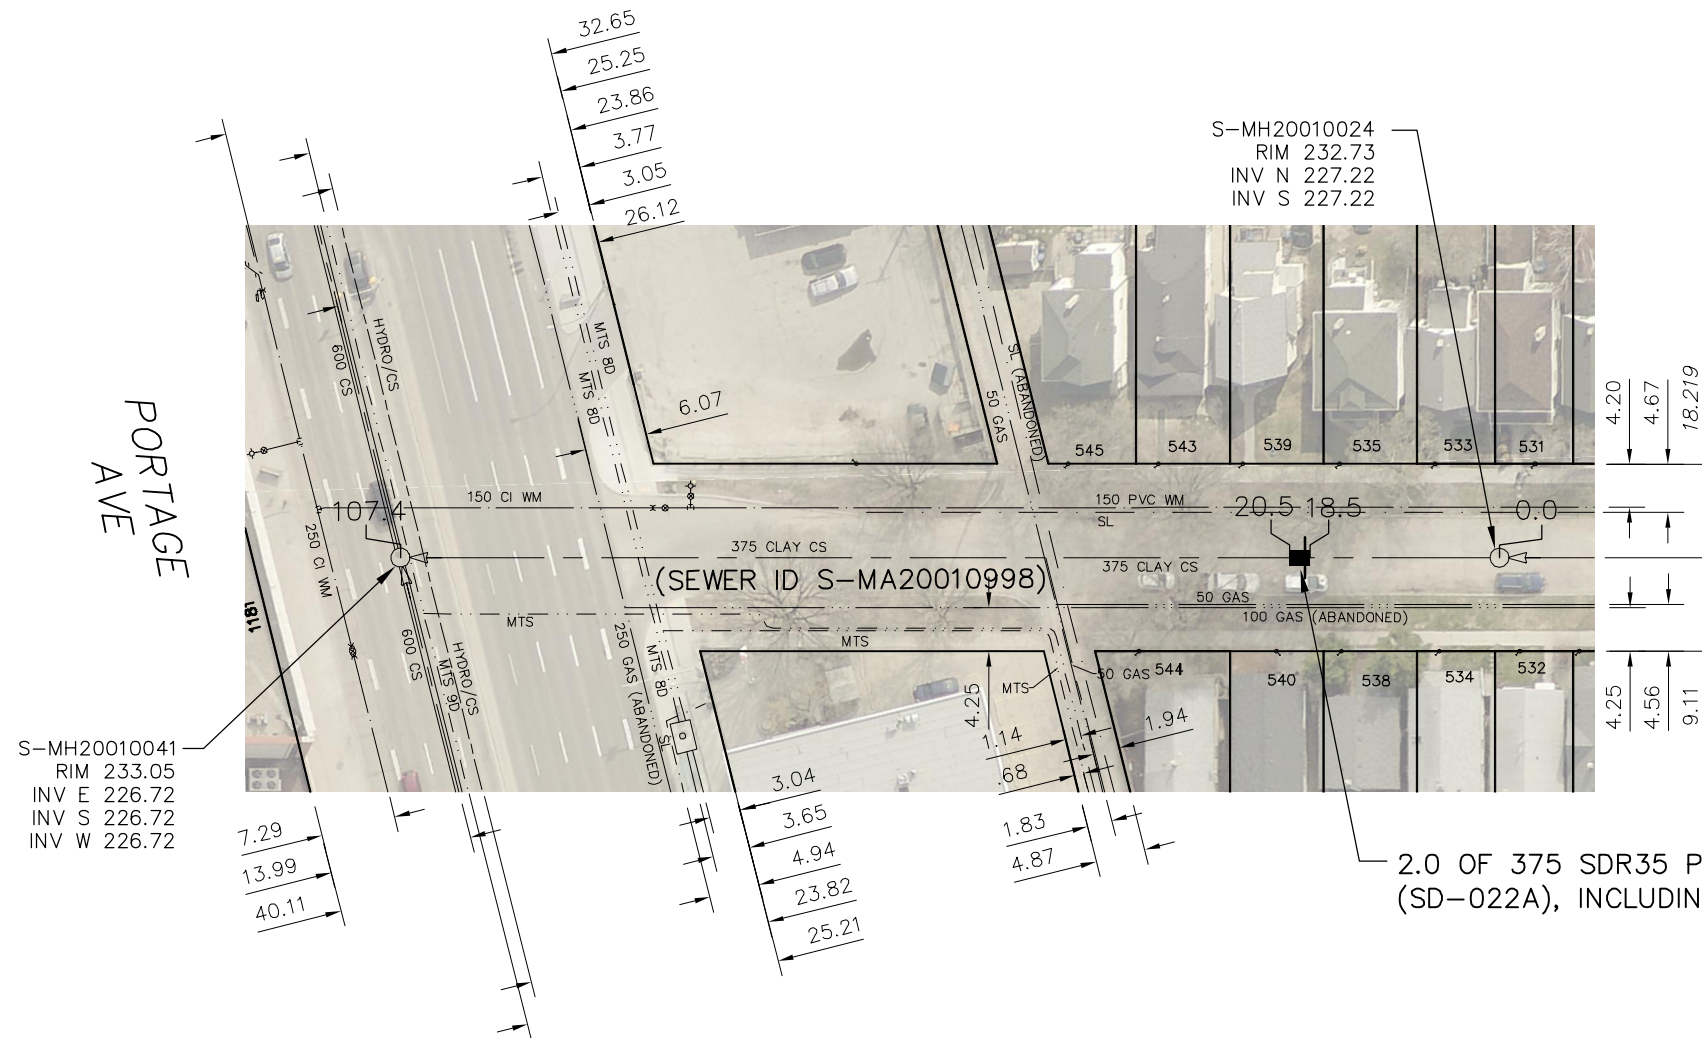 32.65
25.25
23.86
3.77
3.05
26.12
S-MH20010024
RIM 232.73
INV N 227.22
INV S 227.22
PORTAGE
AVE
HYDRO/CS
600 CS
MTS 8D
MTS 8D
6.07
50 GAS
SL (ABANDONED)
545
543
539
535
533
531
4.20
4.67
18.219
107.4
150 CI WM
150 PVC WM
SL
20.5
18.5
0.0
250 CI WM
375 CLAY CS
375 CLAY CS
(SEWER ID S-MA20010998)
50 GAS
100 GAS (ABANDONED)
1181
MTS
MTS
600 CS
HYDRO/CS
MTS 9D
250 GAS (ABANDONED)
MTS 8D
SL
4.25
MTS
50 GAS
544
540
538
534
532
4.25
4.56
9.11
1.94
1.14
.68
S-MH20010041
RIM 233.05
INV E 226.72
INV S 226.72
INV W 226.72
7.29
13.99
40.11
3.04
3.65
4.94
23.82
25.21
1.83
4.87
2.0 OF 375 SDR35 P
(SD-022A), INCLUDIN